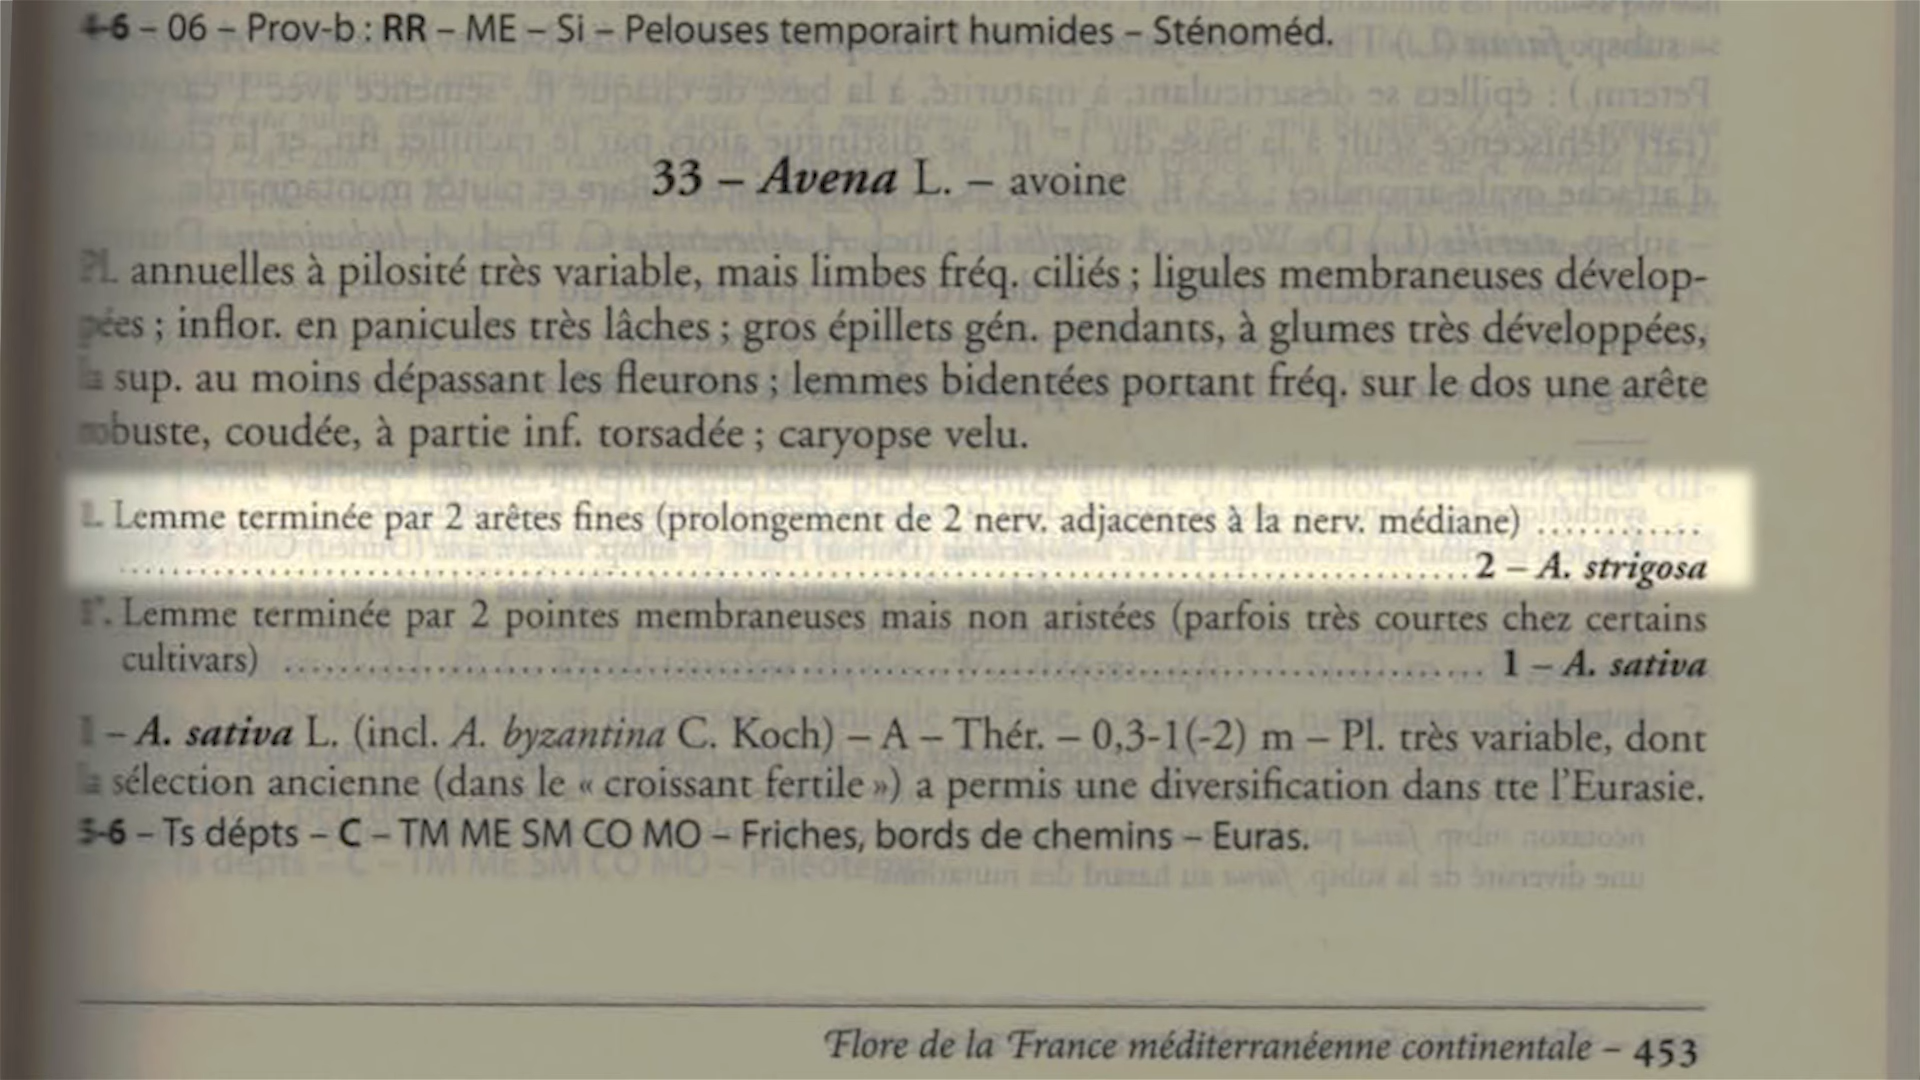 4-6 – 06 – Prov-b : RR – ME – Si – Pelouses temporairt humides – Sténoméd.
33 – Avena L. – avoine
Pl. annuelles à pilosité très variable, mais limbes fréq. ciliés ; ligules membraneuses dévelop-
pées ; inflor. en panicules très lâches ; gros épillets gén. pendants, à glumes très développées,
la sup. au moins dépassant les fleurons ; lemmes bidentées portant fréq. sur le dos une arête
robuste, coudée, à partie inf. torsadée ; caryopse velu.
1. Lemme terminée par 2 arêtes fines (prolongement de 2 nerv. adjacentes à la nerv. médiane) ............
.................................................................................................. 2 – A. strigosa
1'. Lemme terminée par 2 pointes membraneuses mais non aristées (parfois très courtes chez certains
cultivars) .................................................................................................. 1 – A. sativa
1 – A. sativa L. (incl. A. byzantina C. Koch) – A – Thér. – 0,3-1(-2) m – Pl. très variable, dont
la sélection ancienne (dans le « croissant fertile ») a permis une diversification dans tte l'Eurasie.
5-6 – Ts dépts – C – TM ME SM CO MO – Friches, bords de chemins – Euras.
Flore de la France méditerranéenne continentale – 453